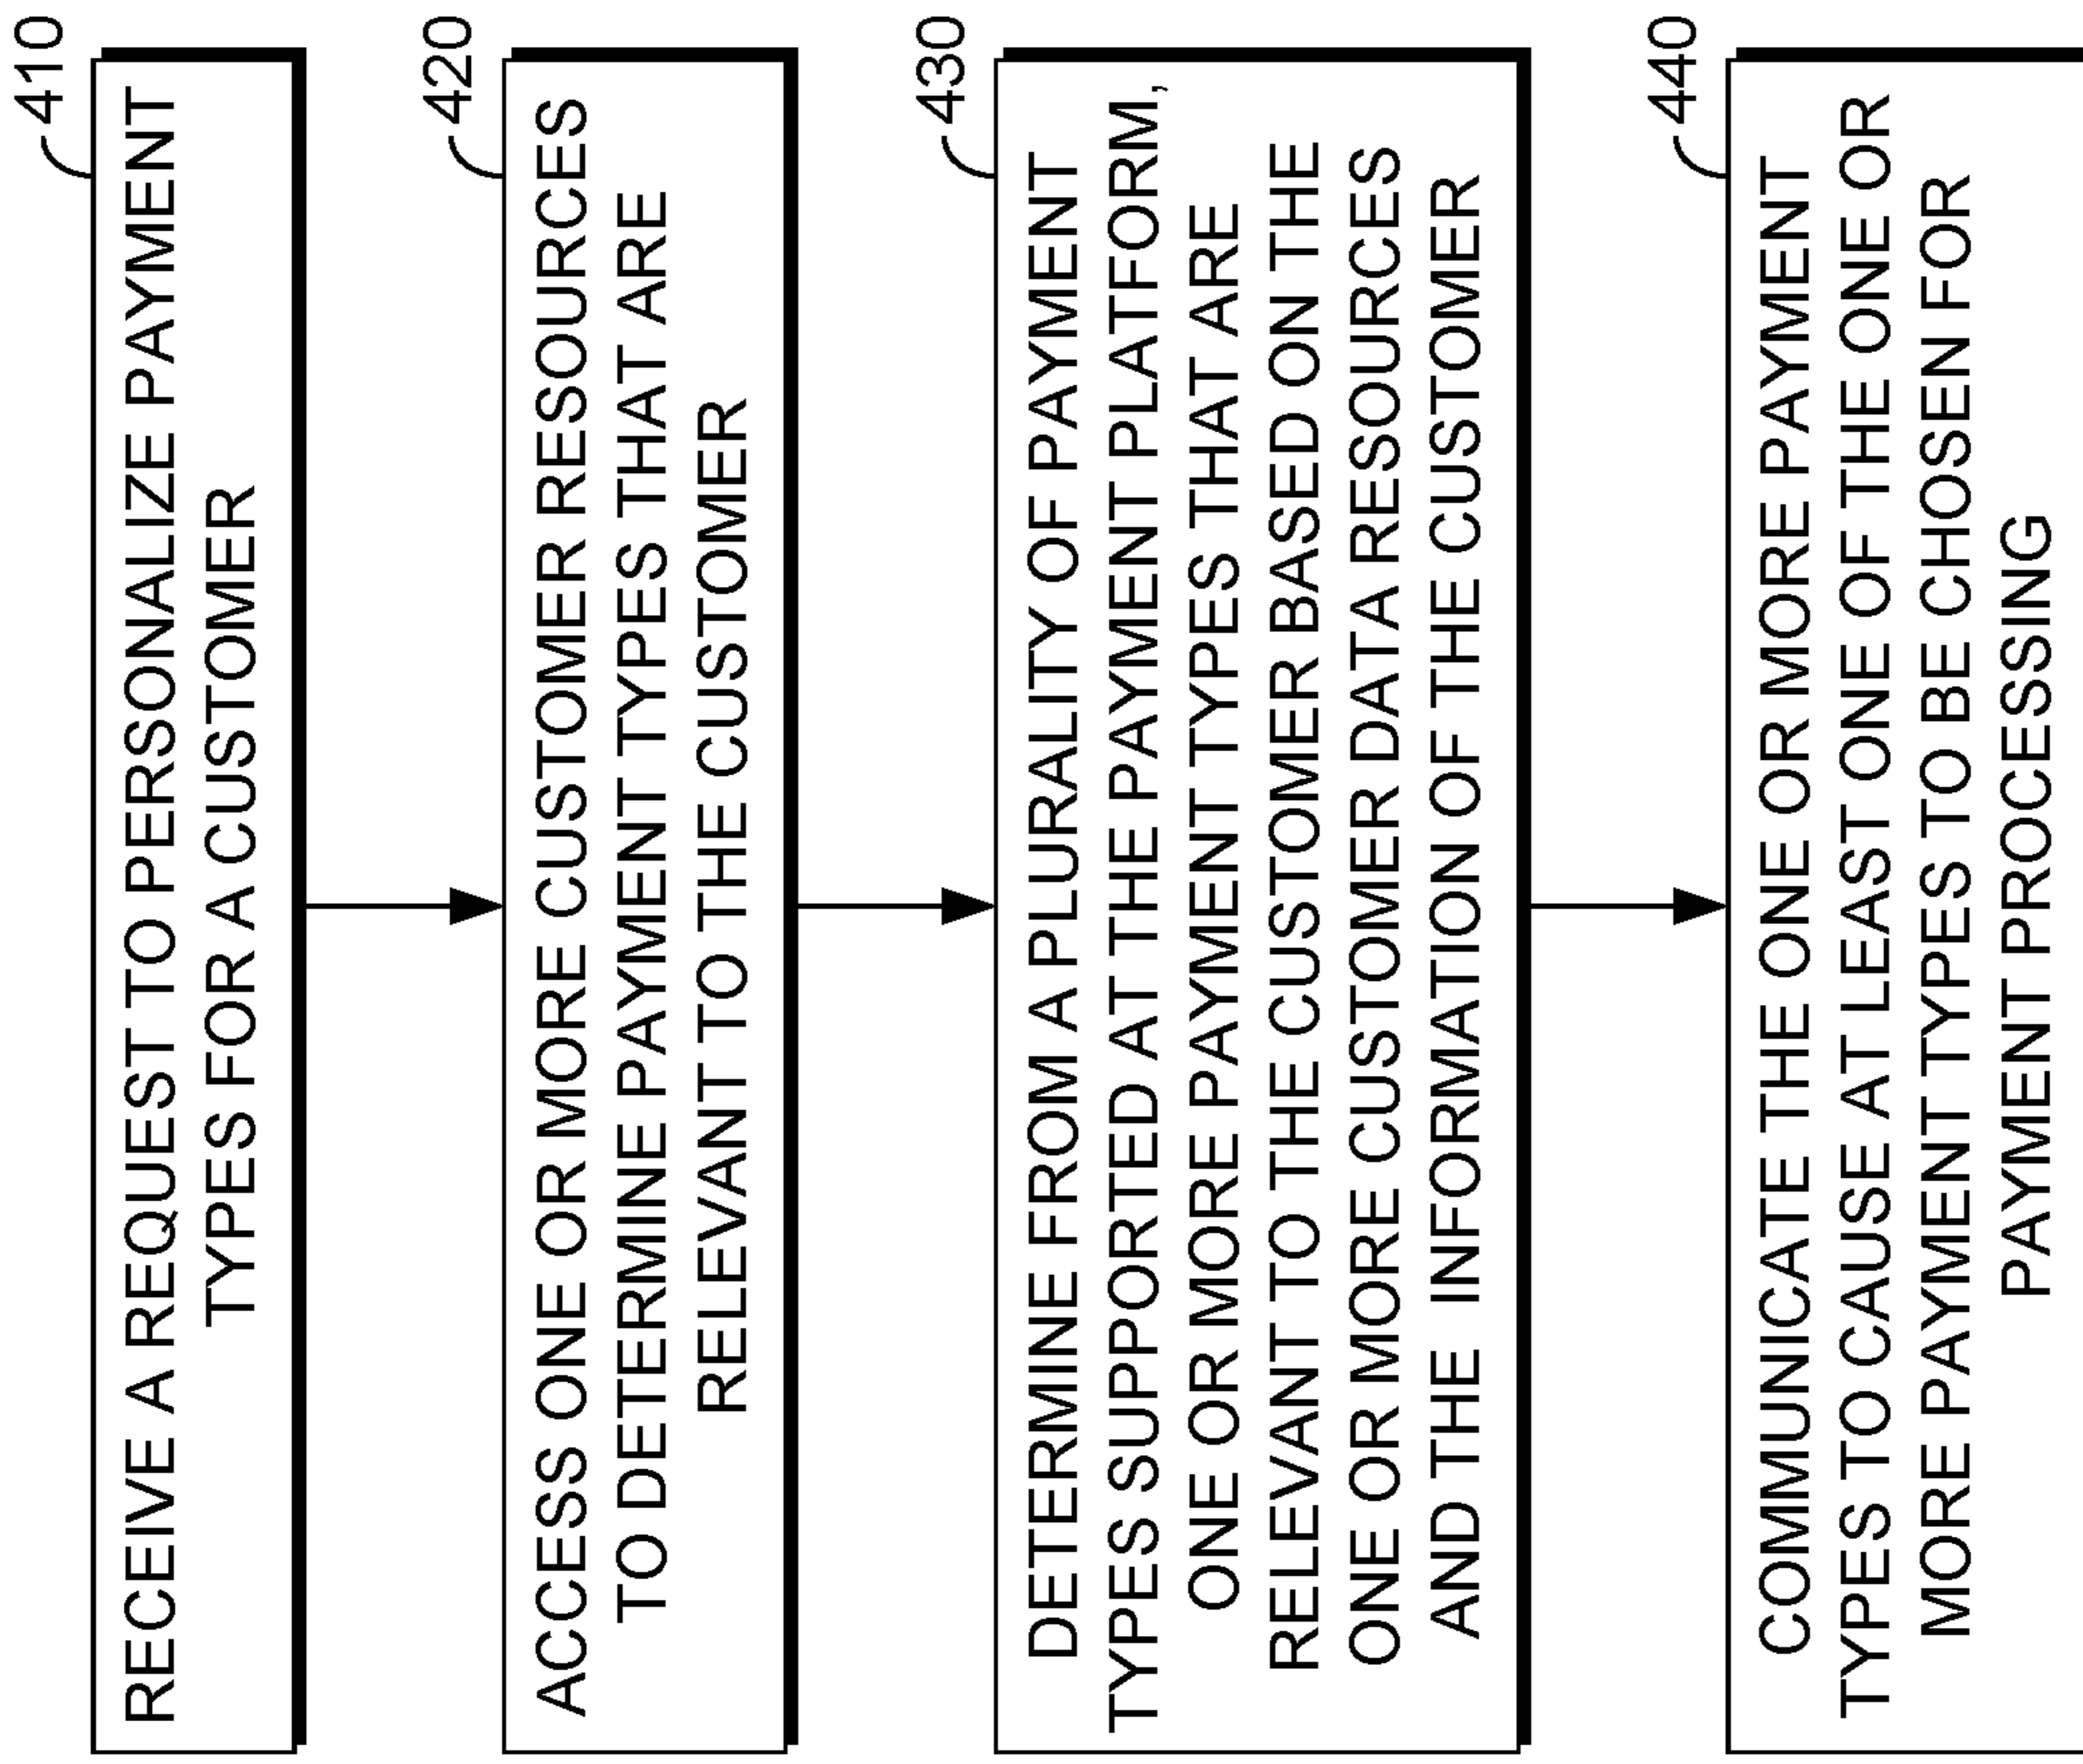 410
RECEIVE A REQUEST TO PERSONALIZE PAYMENT
TYPES FOR A CUSTOMER
420
ACCESS ONE OR MORE CUSTOMER RESOURCES
TO DETERMINE PAYMENT TYPES THAT ARE
RELEVANT TO THE CUSTOMER
430
DETERMINE FROM A PLURALITY OF PAYMENT
TYPES SUPPORTED AT THE PAYMENT PLATFORM,
ONE OR MORE PAYMENT TYPES THAT ARE
RELEVANT TO THE CUSTOMER BASED ON THE
ONE OR MORE CUSTOMER DATA RESOURCES
AND THE INFORMATION OF THE CUSTOMER
440
COMMUNICATE THE ONE OR MORE PAYMENT
TYPES TO CAUSE AT LEAST ONE OF THE ONE OR
MORE PAYMENT TYPES TO BE CHOSEN FOR
PAYMENT PROCESSING